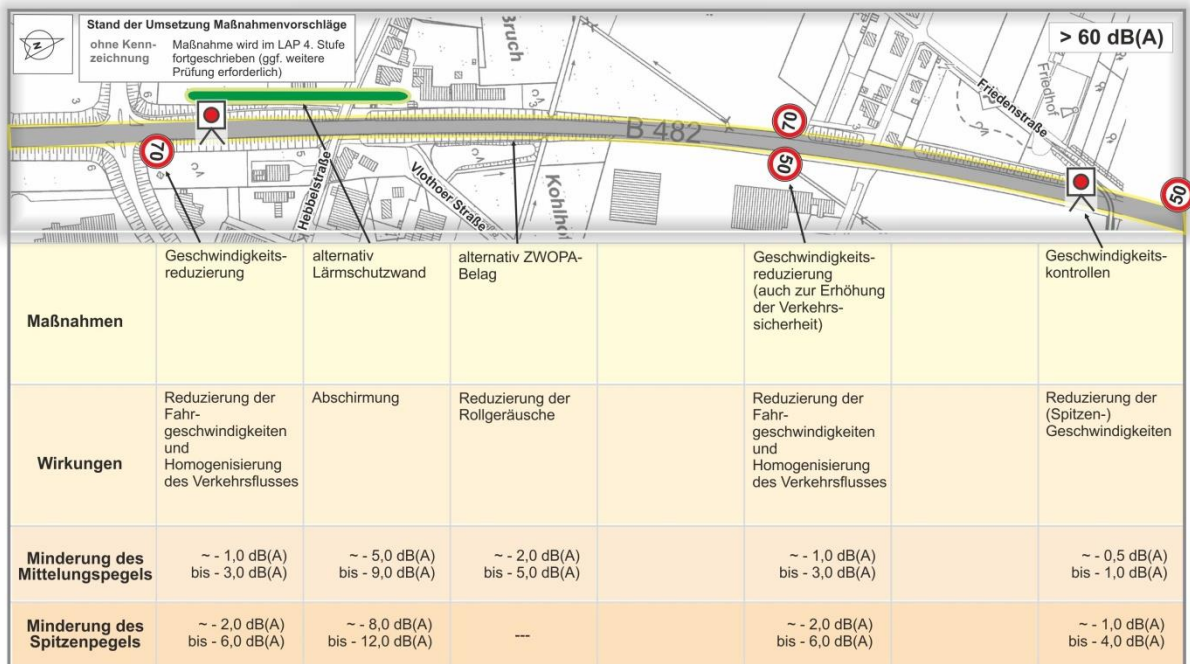 Stand der Umsetzung Maßnahmenvorschläge
N
ohne Kenn-
zeichnung
Maßnahme wird im LAP 4. Stufe
fortgeschrieben (ggf. weitere
Prüfung erforderlich)
> 60 dB(A)
Bruch
Friedenstraße
Friedhof
B 482
70
70
50
50
Hebbelstraße
Vlothoer Straße
Kohlhof
Maßnahmen
Geschwindigkeits-
reduzierung
alternativ
Lärmschutzwand
alternativ ZWOPA-
Belag
Geschwindigkeits-
reduzierung
(auch zur Erhöhung
der Verkehrs-
sicherheit)
Geschwindigkeits-
kontrollen
Wirkungen
Reduzierung der
Fahr-
geschwindigkeiten
und
Homogenisierung
des Verkehrsflusses
Abschirmung
Reduzierung der
Rollgeräusche
Reduzierung der
Fahr-
geschwindigkeiten
und
Homogenisierung
des Verkehrsflusses
Reduzierung der
(Spitzen-)
Geschwindigkeiten
Minderung des
Mittelungspegels
~ - 1,0 dB(A)
bis - 3,0 dB(A)
~ - 5,0 dB(A)
bis - 9,0 dB(A)
~ - 2,0 dB(A)
bis - 5,0 dB(A)
~ - 1,0 dB(A)
bis - 3,0 dB(A)
~ - 0,5 dB(A)
bis - 1,0 dB(A)
Minderung des
Spitzenpegels
~ - 2,0 dB(A)
bis - 6,0 dB(A)
~ - 8,0 dB(A)
bis - 12,0 dB(A)
---
~ - 2,0 dB(A)
bis - 6,0 dB(A)
~ - 1,0 dB(A)
bis - 4,0 dB(A)